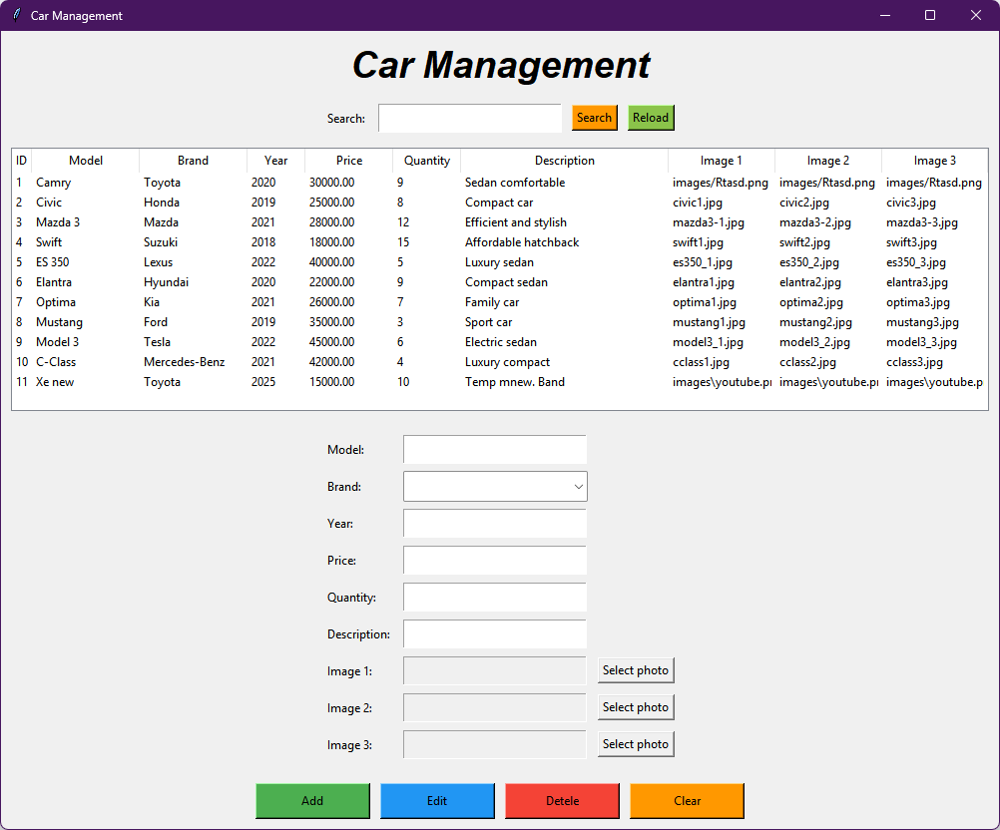 Car Management
Car Management
Search: Search Reload
ID Model Brand Year Price Quantity Description Image 1 Image 2 Image 3
1 Camry Toyota 2020 30000.00 9 Sedan comfortable images/Rtasd.png images/Rtasd.png images/Rtasd.png
2 Civic Honda 2019 25000.00 8 Compact car civic1.jpg civic2.jpg civic3.jpg
3 Mazda 3 Mazda 2021 28000.00 12 Efficient and stylish mazda3-1.jpg mazda3-2.jpg mazda3-3.jpg
4 Swift Suzuki 2018 18000.00 15 Affordable hatchback swift1.jpg swift2.jpg swift3.jpg
5 ES 350 Lexus 2022 40000.00 5 Luxury sedan es350_1.jpg es350_2.jpg es350_3.jpg
6 Elantra Hyundai 2020 22000.00 9 Compact sedan elantra1.jpg elantra2.jpg elantra3.jpg
7 Optima Kia 2021 26000.00 7 Family car optima1.jpg optima2.jpg optima3.jpg
8 Mustang Ford 2019 35000.00 3 Sport car mustang1.jpg mustang2.jpg mustang3.jpg
9 Model 3 Tesla 2022 45000.00 6 Electric sedan model3_1.jpg model3_2.jpg model3_3.jpg
10 C-Class Mercedes-Benz 2021 42000.00 4 Luxury compact cclass1.jpg cclass2.jpg cclass3.jpg
11 Xe new Toyota 2025 15000.00 10 Temp mnew. Band images\youtube.pr images\youtube.pr images\youtube.p
Model:
Brand:
Year:
Price:
Quantity:
Description:
Image 1: Select photo
Image 2: Select photo
Image 3: Select photo
Add Edit Detele Clear